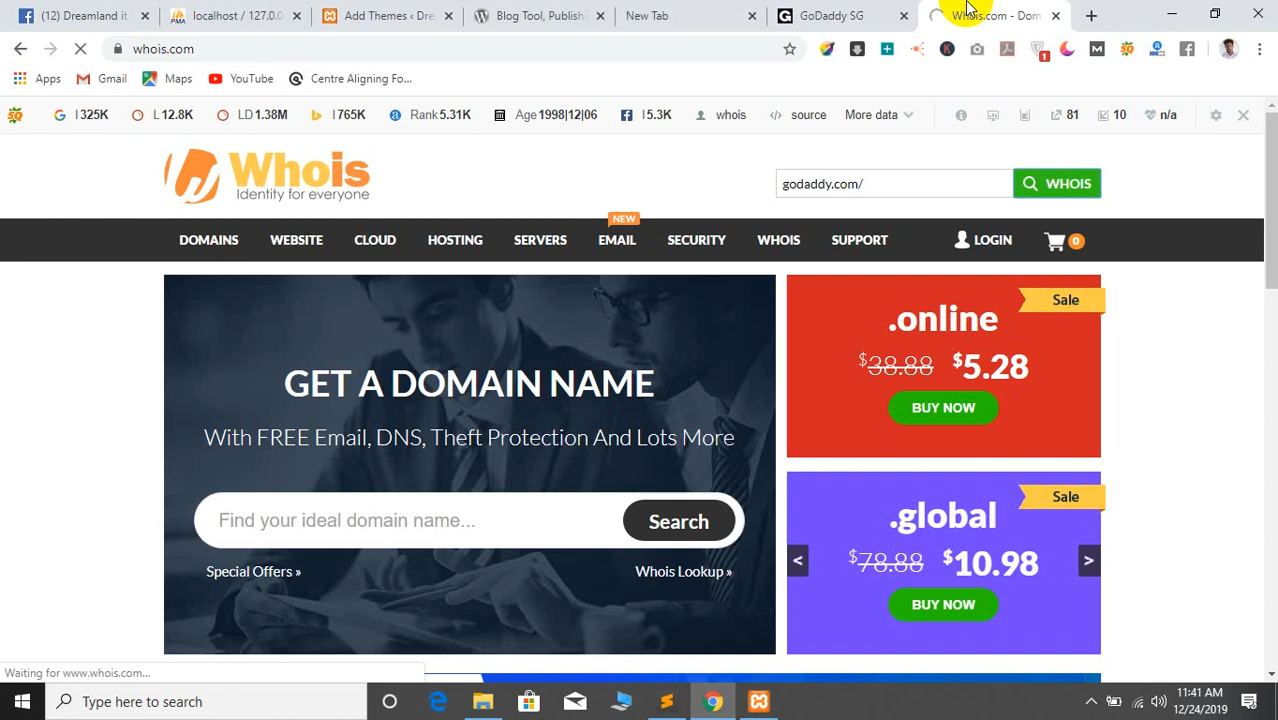 (12) Dreamland it
localhost / 127.0.0
Add Themes ‹ Dre
Blog Tool, Publish
New Tab
GoDaddy SG
Whois.com - Dom
whois.com
1
Apps
Gmail
Maps
YouTube
Centre Aligning Fo...
I 325K
L 12.8K
LD 1.38M
I 765K
Rank 5.31K
Age 1998|12|06
I 5.3K
whois
source
More data
81
10
n/a
Whois
Identity for everyone
godaddy.com/
WHOIS
NEW
DOMAINS
WEBSITE
CLOUD
HOSTING
SERVERS
EMAIL
SECURITY
WHOIS
SUPPORT
LOGIN
0
GET A DOMAIN NAME
With FREE Email, DNS, Theft Protection And Lots More
Find your ideal domain name...
Search
Special Offers »
Whois Lookup »
Sale
.online
$38.88 $5.28
BUY NOW
Sale
.global
$78.88 $10.98
<
>
BUY NOW
Waiting for www.whois.com...
Type here to search
11:41 AM
12/24/2019